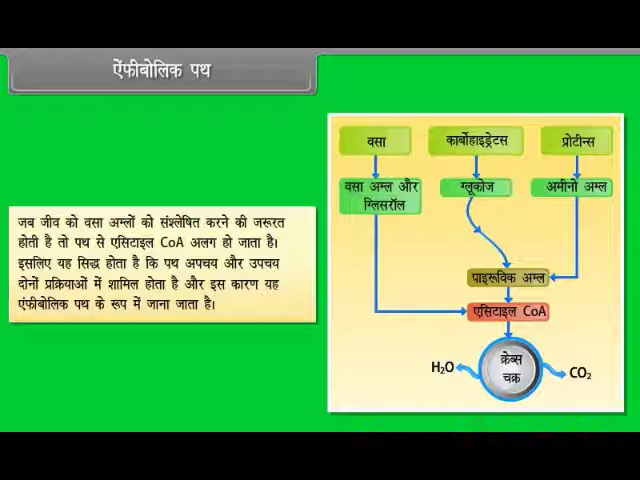 ऐंफीबोलिक पथ
जब जीव को वसा अम्लों को संश्लेषित करने की जरूरत
होती है तो पथ से एसिटाइल CoA अलग हो जाता है।
इसलिए यह सिद्ध होता है कि पथ अपचय और उपचय
दोनों प्रक्रियाओं में शामिल होता है और इस कारण यह
एंफीबोलिक पथ के रूप में जाना जाता है।
वसा
कार्बोहाइड्रेटस
प्रोटीन्स
वसा अम्ल और
ग्लिसरॉल
ग्लूकोज
अमीनो अम्ल
पाइरूविक अम्ल
एसिटाइल CoA
क्रेब्स
चक्र
H₂O
CO₂